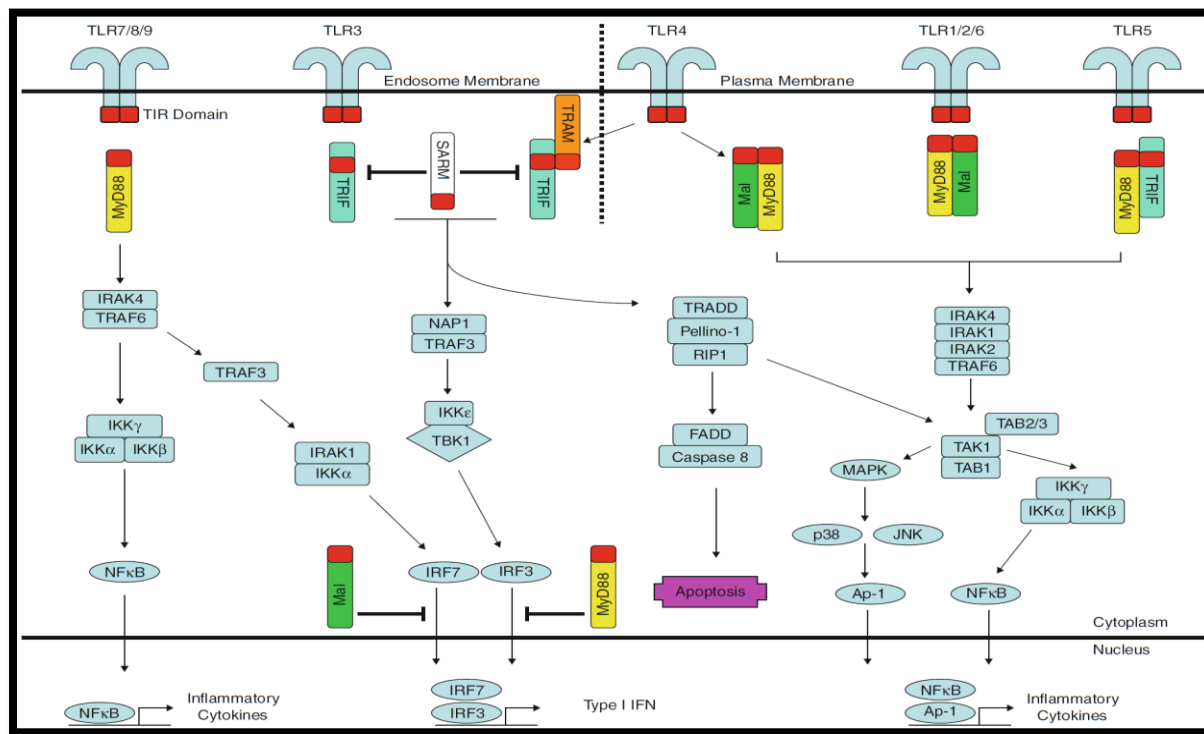 TLR7/8/9
TLR3
TLR4
TLR1/2/6
TLR5
Endosome Membrane
Plasma Membrane
TIR Domain
MyD88
TRIF
SARM
TRAM
TRIF
Mal
MyD88
MyD88
Mal
MyD88
TRIF
IRAK4
TRAF6
TRAF3
NAP1
TRAF3
TRADD
Pellino-1
RIP1
IRAK4
IRAK1
IRAK2
TRAF6
IKKγ
IKKα
IKKβ
IRAK1
IKKα
IKKε
TBK1
FADD
Caspase 8
TAB2/3
TAK1
TAB1
MAPK
IKKγ
IKKα
IKKβ
p38
JNK
NFκB
Mal
IRF7
IRF3
MyD88
Apoptosis
Ap-1
NFκB
Cytoplasm
Nucleus
NFκB
Inflammatory
Cytokines
IRF7
IRF3
Type I IFN
NFκB
Ap-1
Inflammatory
Cytokines